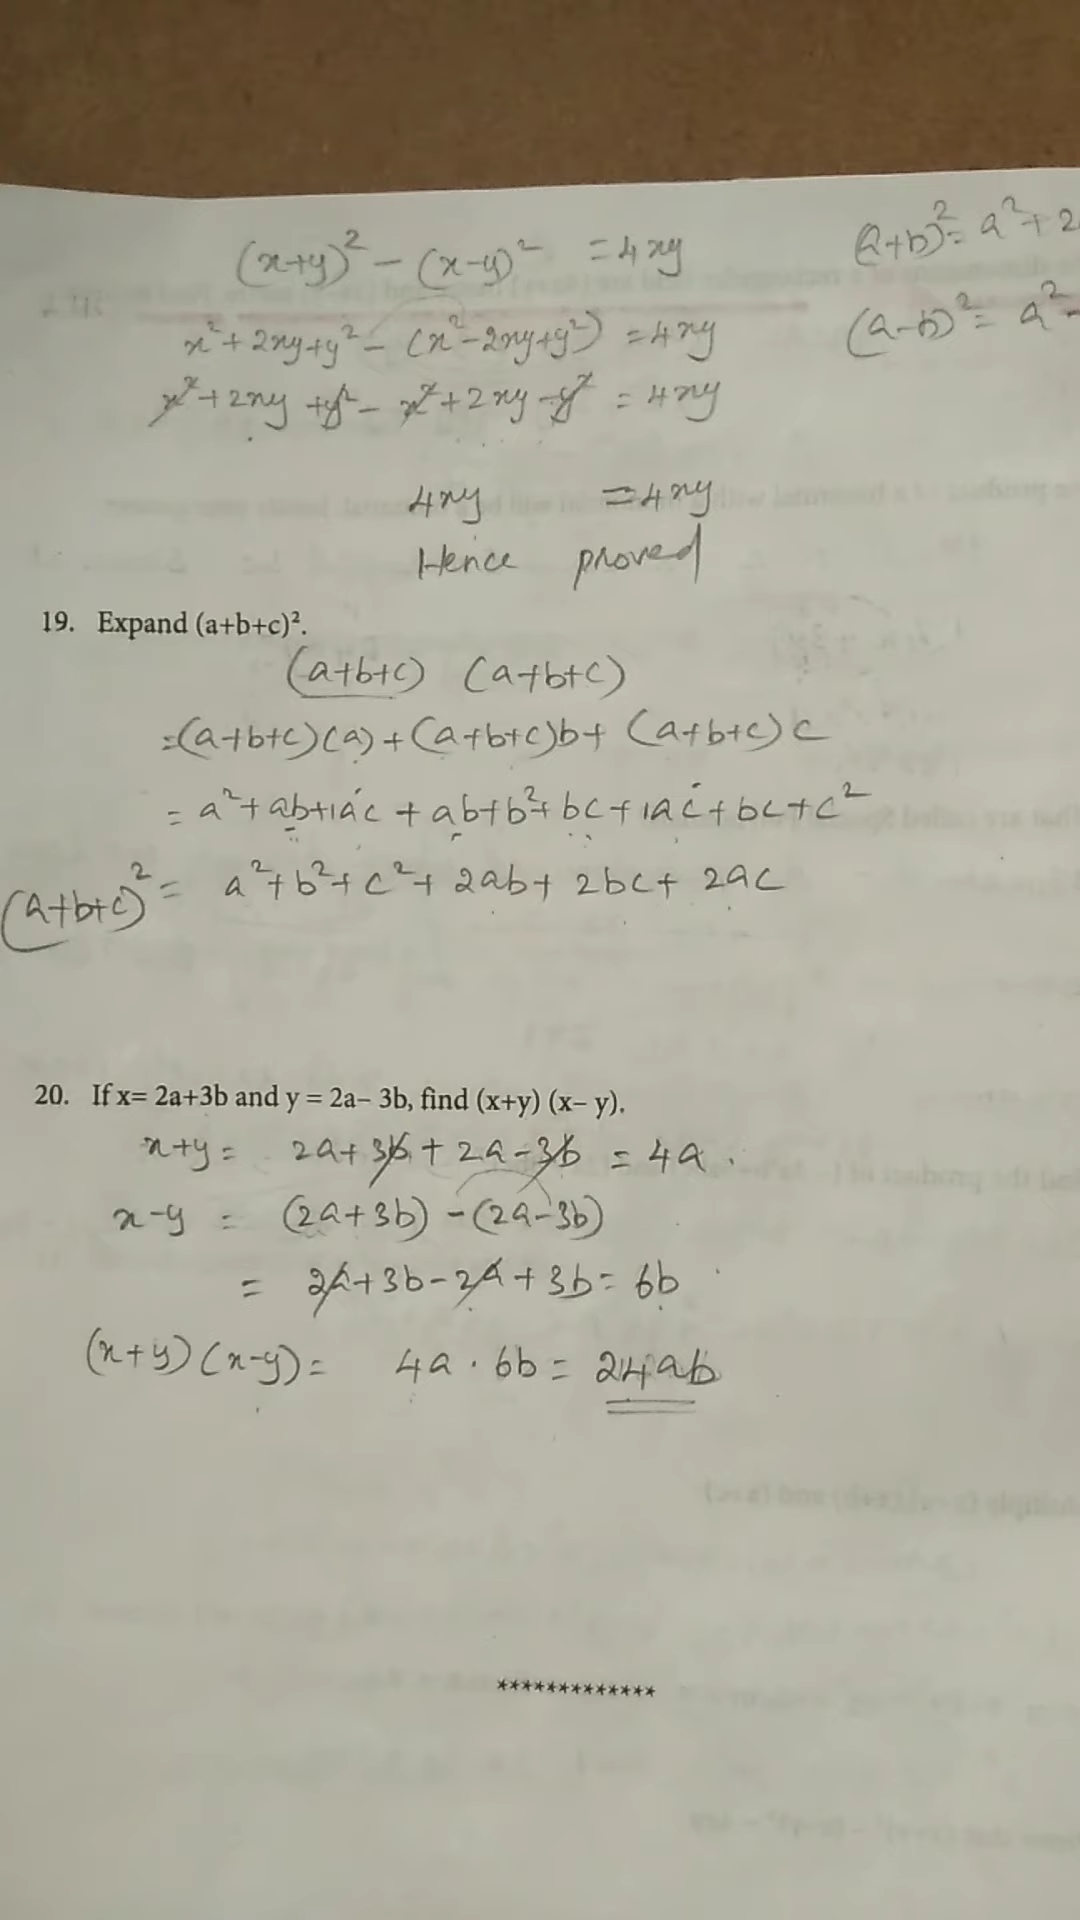 (x+y)² - (x-y)² = 4xy
(a+b)² = a² + 2
x² + 2xy + y² - (x² - 2xy + y²) = 4xy
(a-b)² = a² -
x² + 2xy + y² - x² + 2xy - y² = 4xy
4xy = 4xy
Hence proved
19. Expand (a+b+c)².
(a+b+c) (a+b+c)
= (a+b+c)(a) + (a+b+c)b + (a+b+c)c
= a² + ab + 1ac + ab + b² + bc + 1ac + bc + c²
(a+b+c)² = a² + b² + c² + 2ab + 2bc + 2ac
20. If x= 2a+3b and y = 2a– 3b, find (x+y) (x– y).
x+y = 2a + 3b + 2a - 3b = 4a.
x-y = (2a+3b) - (2a-3b)
= 2a + 3b - 2a + 3b = 6b
(x+y)(x-y) = 4a · 6b = 24ab
*************